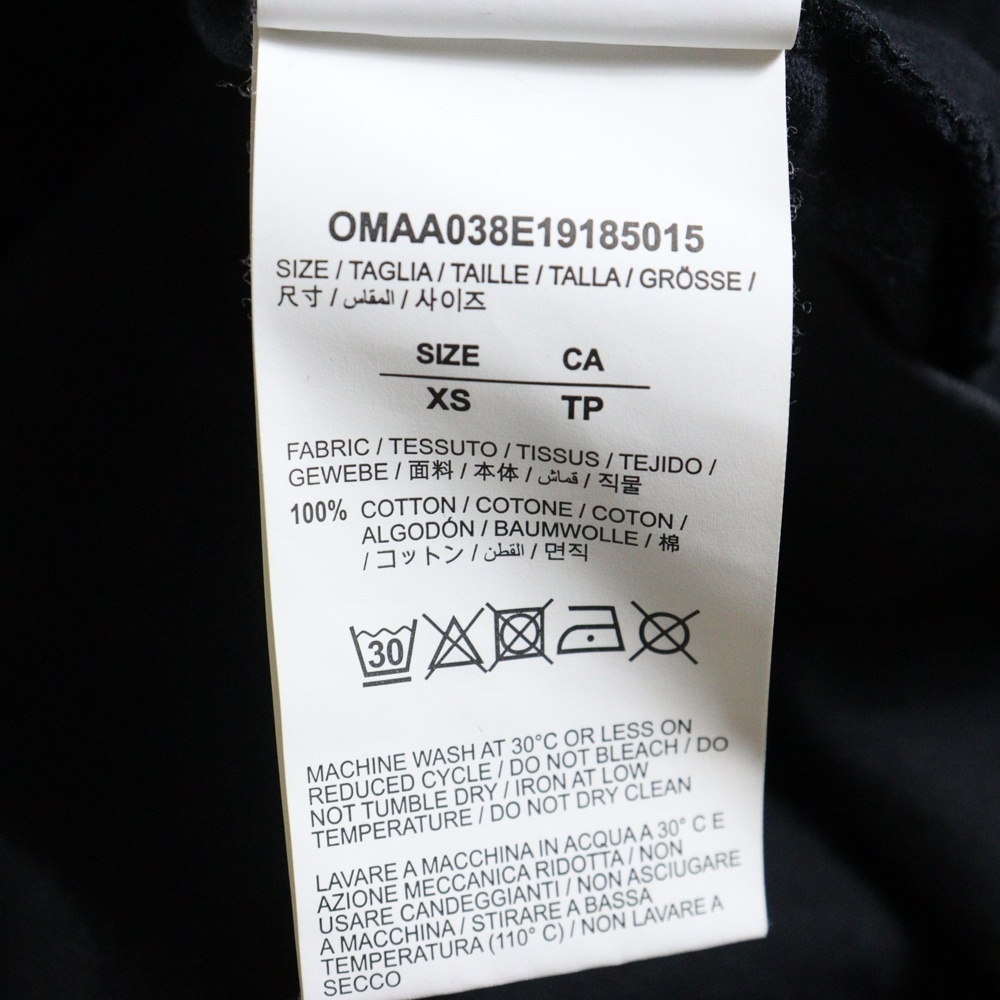 OMAA038E19185015
SIZE / TAGLIA / TAILLE / TALLA / GRÖSSE /
尺寸 / المقاس / 사이즈
SIZE CA
XS TP
FABRIC / TESSUTO / TISSUS / TEJIDO /
GEWEBE / 面料 / 本体 / قماش / 직물
100% COTTON / COTONE / COTON /
ALGODÓN / BAUMWOLLE / 棉
/ コットン / القطن / 면직
30
MACHINE WASH AT 30°C OR LESS ON
REDUCED CYCLE / DO NOT BLEACH / DO
NOT TUMBLE DRY / IRON AT LOW
TEMPERATURE / DO NOT DRY CLEAN
LAVARE A MACCHINA IN ACQUA A 30° C E
AZIONE MECCANICA RIDOTTA / NON
USARE CANDEGGIANTI / NON ASCIUGARE
A MACCHINA / STIRARE A BASSA
TEMPERATURA (110° C) / NON LAVARE A
SECCO